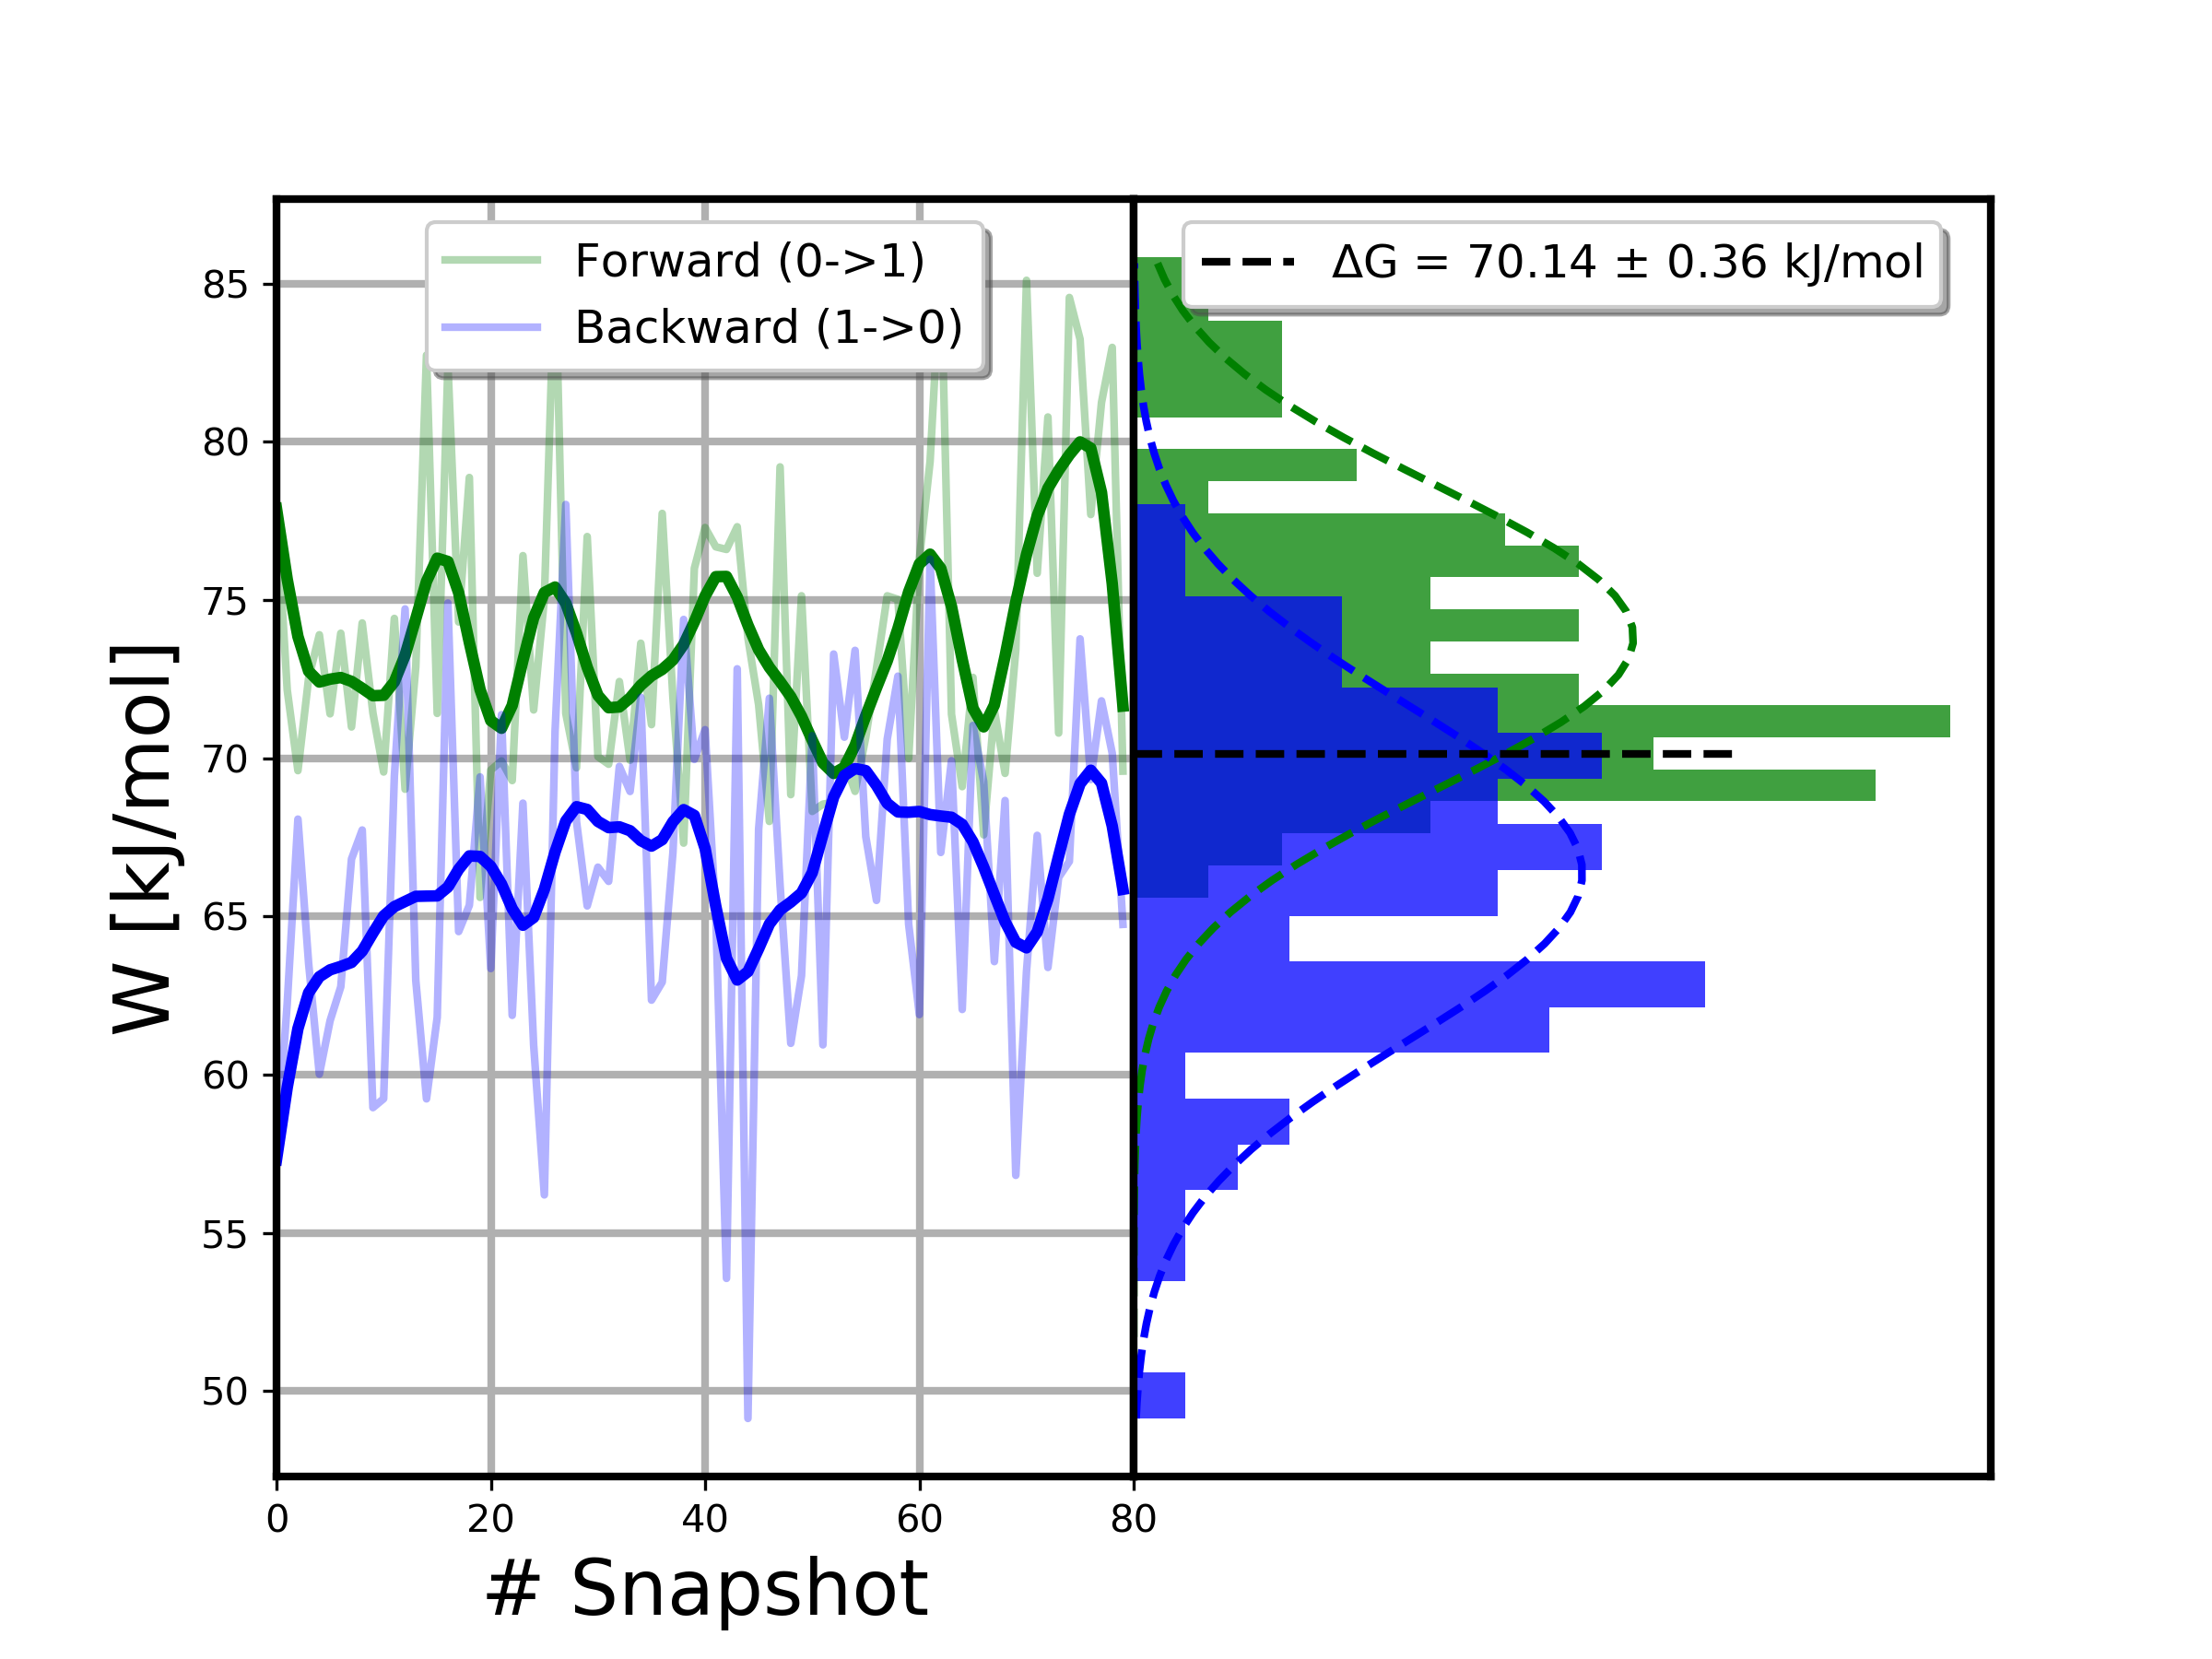 Forward (0->1)
Backward (1->0)
ΔG = 70.14 ± 0.36 kJ/mol
W [kJ/mol]
85
80
75
70
65
60
55
50
0 20 40 60 80
# Snapshot